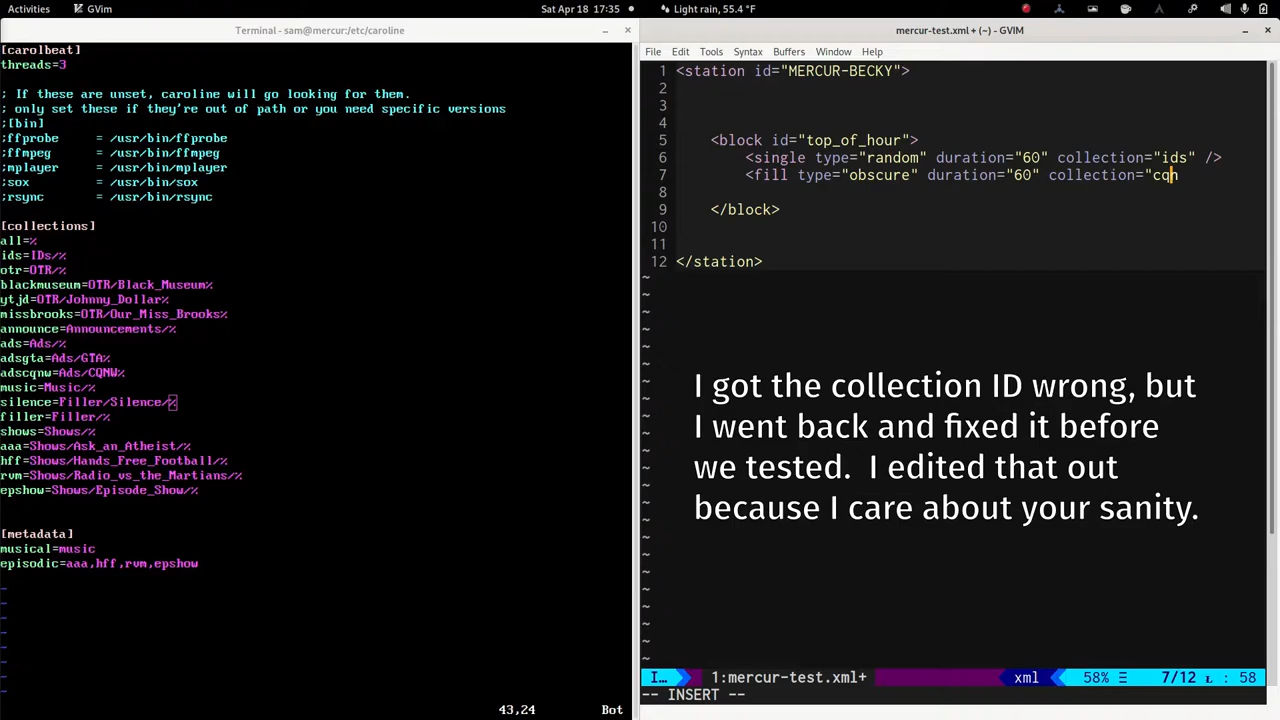 Activities GVim Sat Apr 18 17:35 Light rain, 55.4 °F
Terminal - sam@mercur:/etc/caroline
[carolbeat]
threads=3
; If these are unset, caroline will go looking for them.
; only set these if they're out of path or you need specific versions
;[bin]
;ffprobe = /usr/bin/ffprobe
;ffmpeg = /usr/bin/ffmpeg
;mplayer = /usr/bin/mplayer
;sox = /usr/bin/sox
;rsync = /usr/bin/rsync
[collections]
all=%
ids=IDs/%
otr=OTR/%
blackmuseum=OTR/Black_Museum%
ytjd=OTR/Johnny_Dollar%
missbrooks=OTR/Our_Miss_Brooks%
announce=Announcements/%
ads=Ads/%
adsgta=Ads/GTA%
adscqnw=Ads/CQNW%
music=Music/%
silence=Filler/Silence/%
filler=Filler/%
shows=Shows/%
aaa=Shows/Ask_an_Atheist/%
hff=Shows/Hands_Free_Football/%
rvm=Shows/Radio_vs_the_Martians/%
epshow=Shows/Episode_Show/%
[metadata]
musical=music
episodic=aaa,hff,rvm,epshow
~
~
~
~
~
~
~
~
43,24 Bot
mercur-test.xml + (~) - GVIM
File Edit Tools Syntax Buffers Window Help
1 <station id="MERCUR-BECKY">
2
3
4
5 <block id="top_of_hour">
6 <single type="random" duration="60" collection="ids" />
7 <fill type="obscure" duration="60" collection="cqn
8
9 </block>
10
11
12 </station>
~
~
~
~
~
~
I got the collection ID wrong, but
I went back and fixed it before
we tested. I edited that out
because I care about your sanity.
I… 1:mercur-test.xml+ xml 58% 7/12 : 58
-- INSERT --